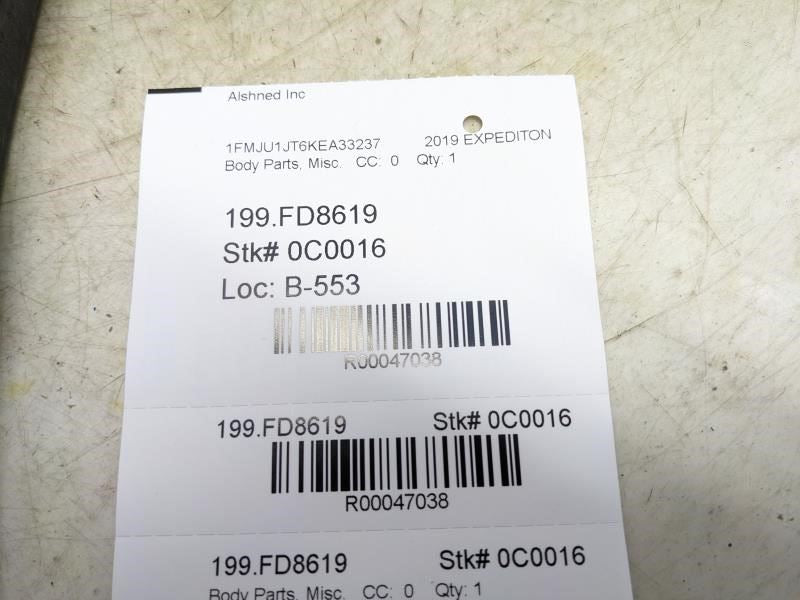 Alshned Inc
1FMJU1JT6KEA33237 2019 EXPEDITON
Body Parts, Misc. CC: 0 Qty: 1
199.FD8619
Stk# 0C0016
Loc: B-553
R00047038
199.FD8619 Stk# 0C0016
R00047038
199.FD8619 Stk# 0C0016
Body Parts, Misc. CC: 0 Qty: 1